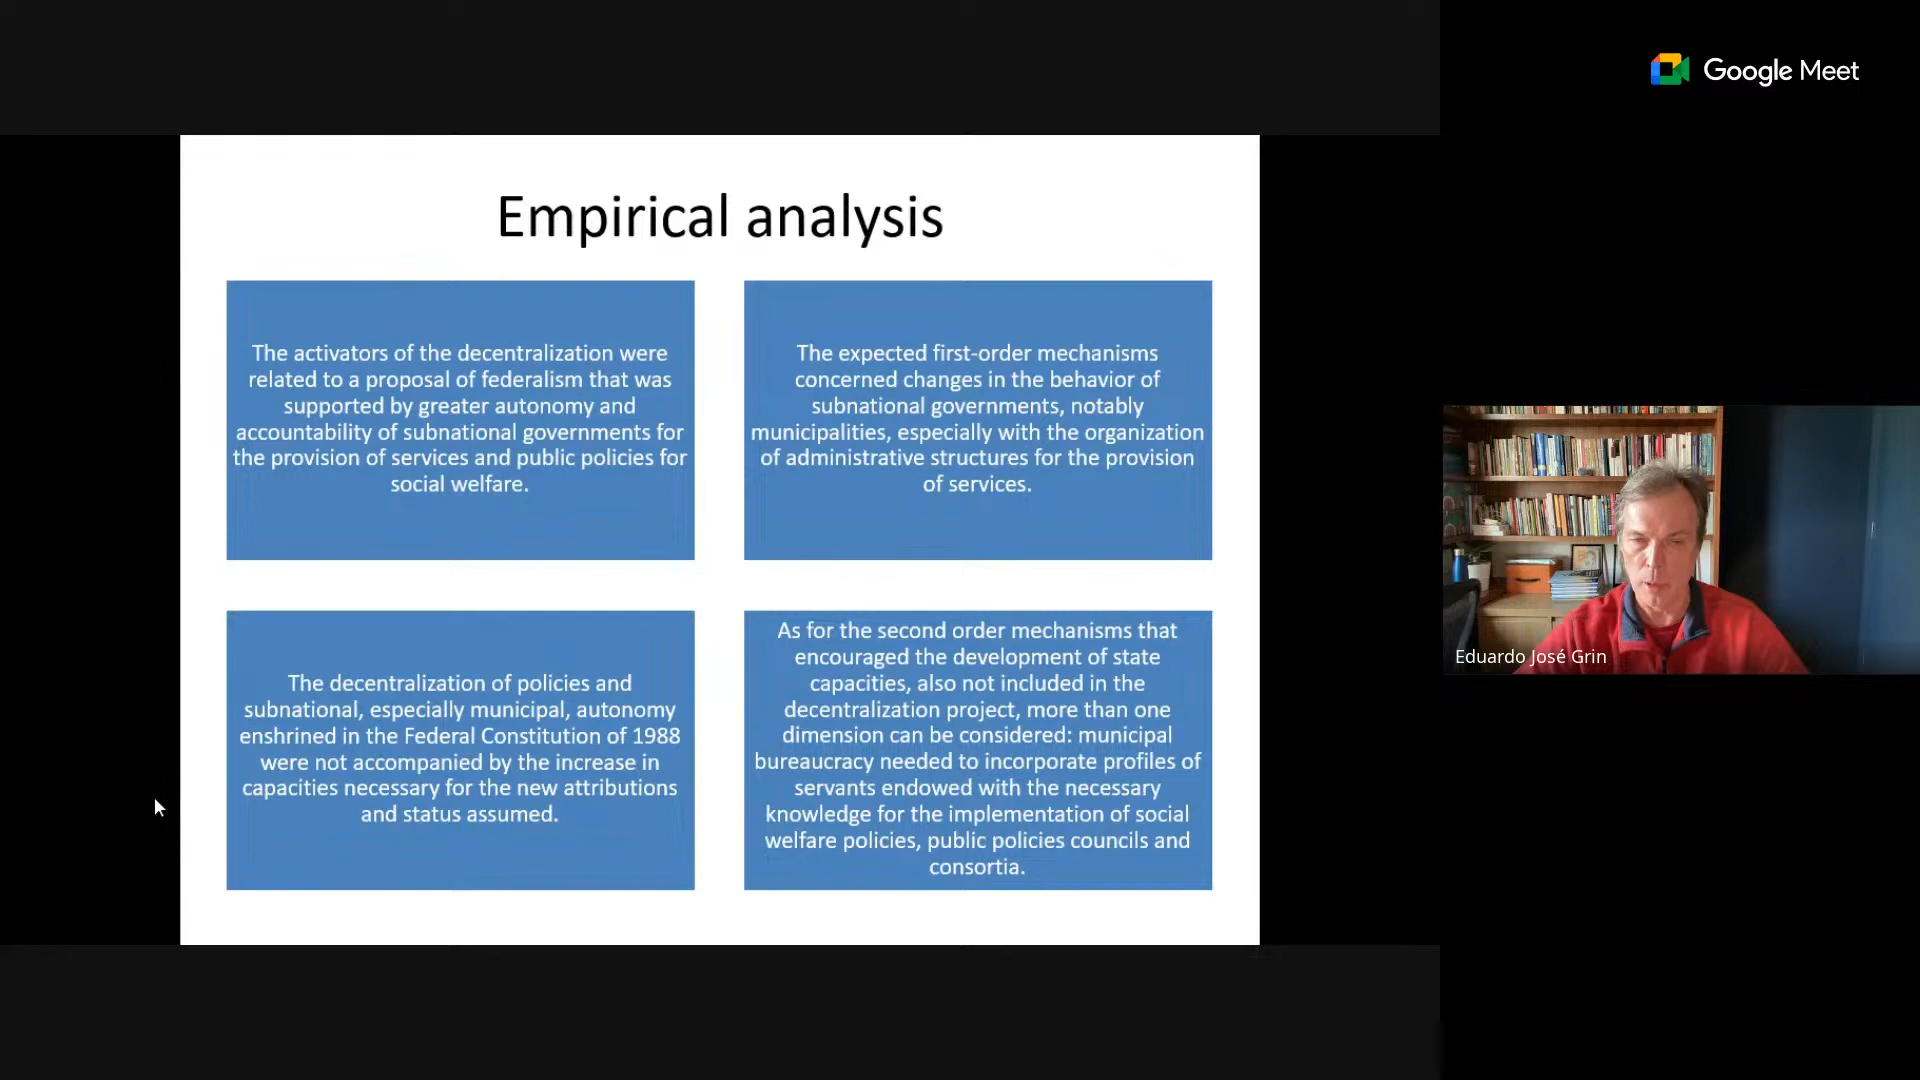 Google Meet
Empirical analysis
The activators of the decentralization were
related to a proposal of federalism that was
supported by greater autonomy and
accountability of subnational governments for
the provision of services and public policies for
social welfare.
The expected first-order mechanisms
concerned changes in the behavior of
subnational governments, notably
municipalities, especially with the organization
of administrative structures for the provision
of services.
The decentralization of policies and
subnational, especially municipal, autonomy
enshrined in the Federal Constitution of 1988
were not accompanied by the increase in
capacities necessary for the new attributions
and status assumed.
As for the second order mechanisms that
encouraged the development of state
capacities, also not included in the
decentralization project, more than one
dimension can be considered: municipal
bureaucracy needed to incorporate profiles of
servants endowed with the necessary
knowledge for the implementation of social
welfare policies, public policies councils and
consortia.
Eduardo José Grin